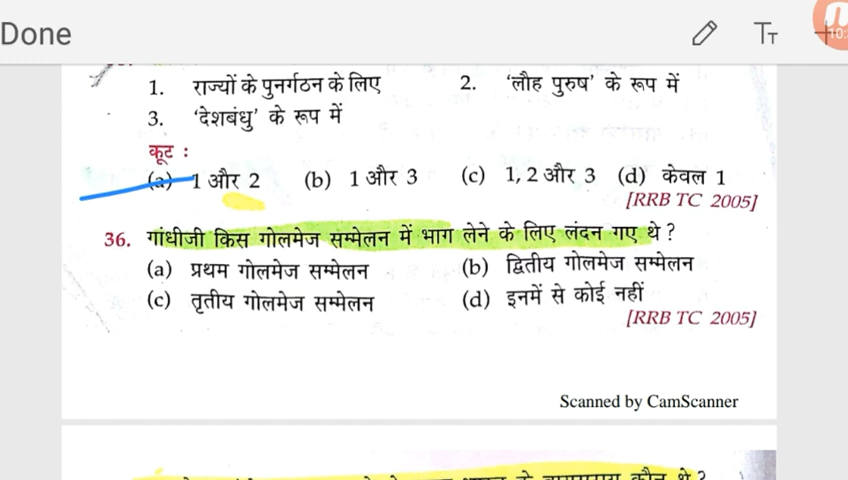 Done
TT
10:
1. राज्यों के पुनर्गठन के लिए 2. 'लौह पुरुष' के रूप में
3. 'देशबंधु' के रूप में
कूट :
(a) 1 और 2 (b) 1 और 3 (c) 1, 2 और 3 (d) केवल 1
[RRB TC 2005]
36. गांधीजी किस गोलमेज सम्मेलन में भाग लेने के लिए लंदन गए थे ?
(a) प्रथम गोलमेज सम्मेलन (b) द्वितीय गोलमेज सम्मेलन
(c) तृतीय गोलमेज सम्मेलन (d) इनमें से कोई नहीं
[RRB TC 2005]
Scanned by CamScanner
कौन थे ?